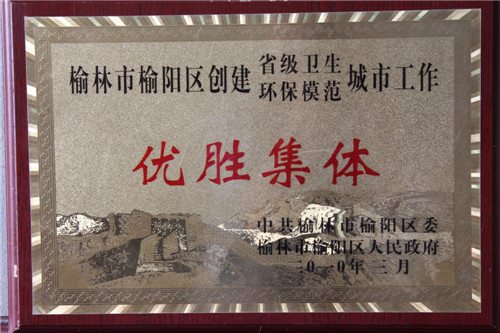 榆林市榆阳区创建省级卫生环保模范城市工作
优胜集体
中共榆林市榆阳区委
榆林市榆阳区人民政府
二〇一〇年三月